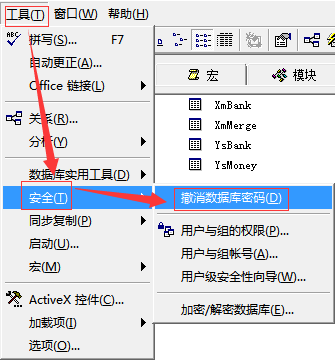 工具(T) 窗口(W) 帮助(H)
ABC 拼写(S)... F7
自动更正(A)...
Office 链接(L)
关系(R)...
分析(Y)
数据库实用工具(D)
安全(T)
同步复制(P)
启动(U)...
宏(M)
ActiveX 控件(C)...
加载项(I)
选项(O)...
宏 模块
XmBank
XmMerge
YsBank
YsMoney
撤消数据库密码(D)
用户与组的权限(P)...
用户与组帐号(A)...
用户级安全性向导(W)...
加密/解密数据库(E)...